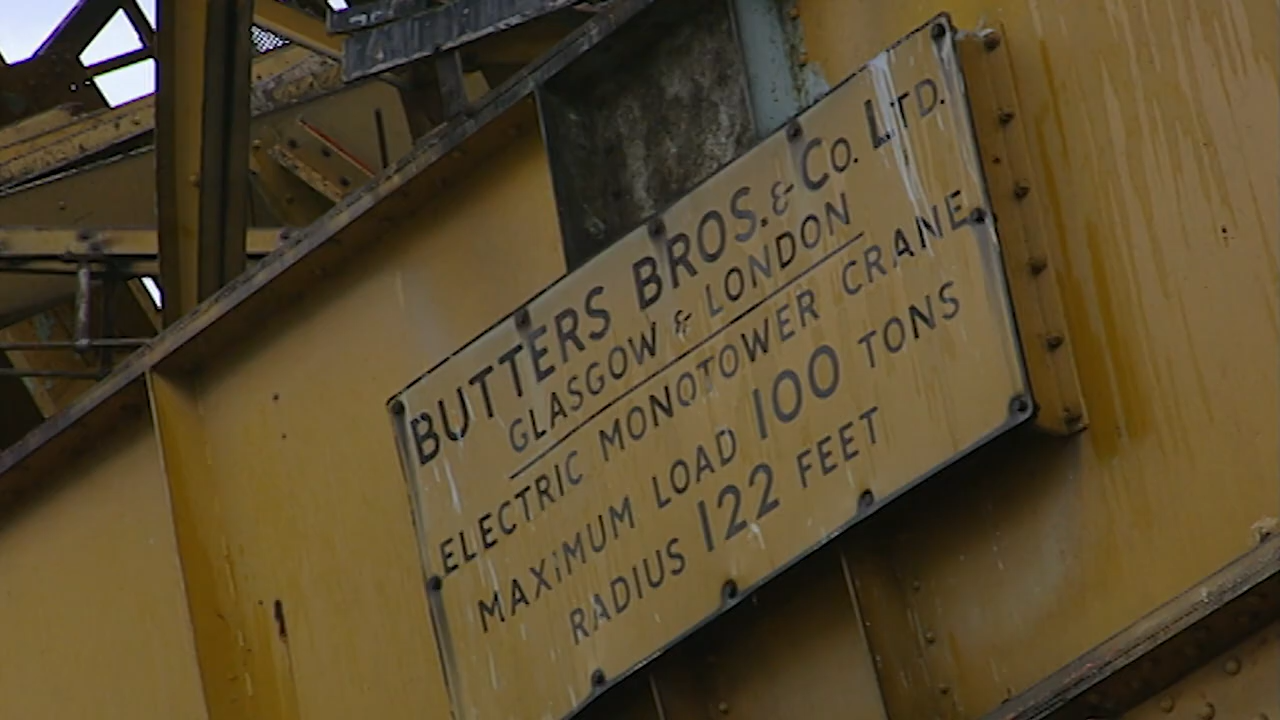 BUTTERS BROS. & CO. LTD.
GLASGOW & LONDON
ELECTRIC MONOTOWER CRANE
MAXiMUM LOAD 100 TONS
RADIUS 122 FEET